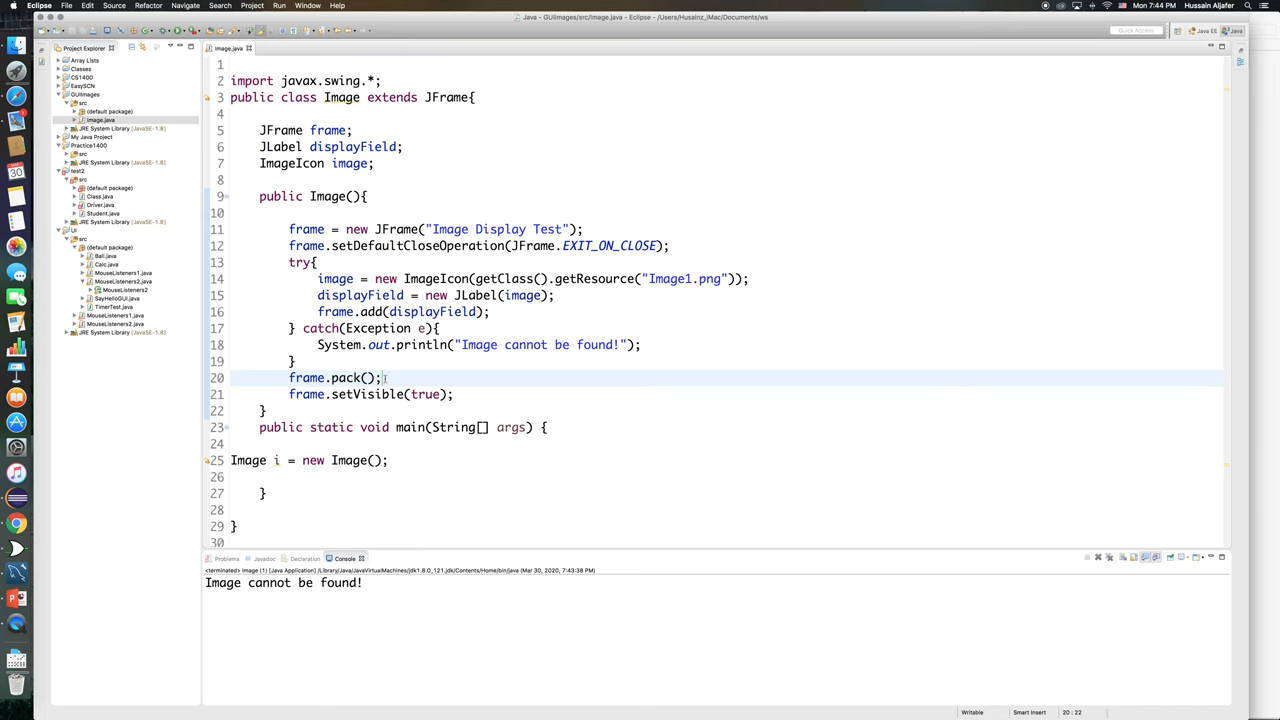 Eclipse File Edit Source Refactor Navigate Search Project Run Window Help Mon 7:44 PM Hussain Aljafer
Java - GUIImages/src/Image.java - Eclipse - /Users/Husainz_iMac/Documents/ws
Quick Access Java EE Java
Project Explorer
Image.java
Array Lists
Classes
CS1400
EasySCN
GUIImages
src
(default package)
Image.java
JRE System Library [JavaSE-1.8]
My Java Project
Practice1400
src
JRE System Library [JavaSE-1.8]
test2
src
(default package)
Class.java
Driver.java
Student.java
JRE System Library [JavaSE-1.8]
UI
src
(default package)
Ball.java
Calc.java
MouseListeners1.java
MouseListeners2.java
MouseListeners2
SayHelloGUI.java
TimerTest.java
MouseListeners1.java
MouseListeners2.java
JRE System Library [JavaSE-1.8]
1
2 import javax.swing.*;
3 public class Image extends JFrame{
4
5 JFrame frame;
6 JLabel displayField;
7 ImageIcon image;
8
9 public Image(){
10
11 frame = new JFrame("Image Display Test");
12 frame.setDefaultCloseOperation(JFrame.EXIT_ON_CLOSE);
13 try{
14 image = new ImageIcon(getClass().getResource("Image1.png"));
15 displayField = new JLabel(image);
16 frame.add(displayField);
17 } catch(Exception e){
18 System.out.println("Image cannot be found!");
19 }
20 frame.pack();
21 frame.setVisible(true);
22 }
23 public static void main(String[] args) {
24
25 Image i = new Image();
26
27 }
28
29 }
30
Problems Javadoc Declaration Console
<terminated> Image (1) [Java Application] /Library/Java/JavaVirtualMachines/jdk1.8.0_121.jdk/Contents/Home/bin/java (Mar 30, 2020, 7:43:38 PM)
Image cannot be found!
Writable Smart Insert 20 : 22